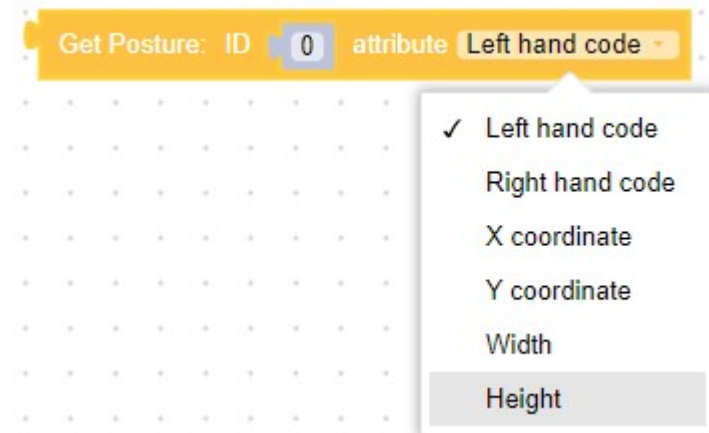 Get Posture: ID 0 attribute Left hand code
✓ Left hand code
Right hand code
X coordinate
Y coordinate
Width
Height